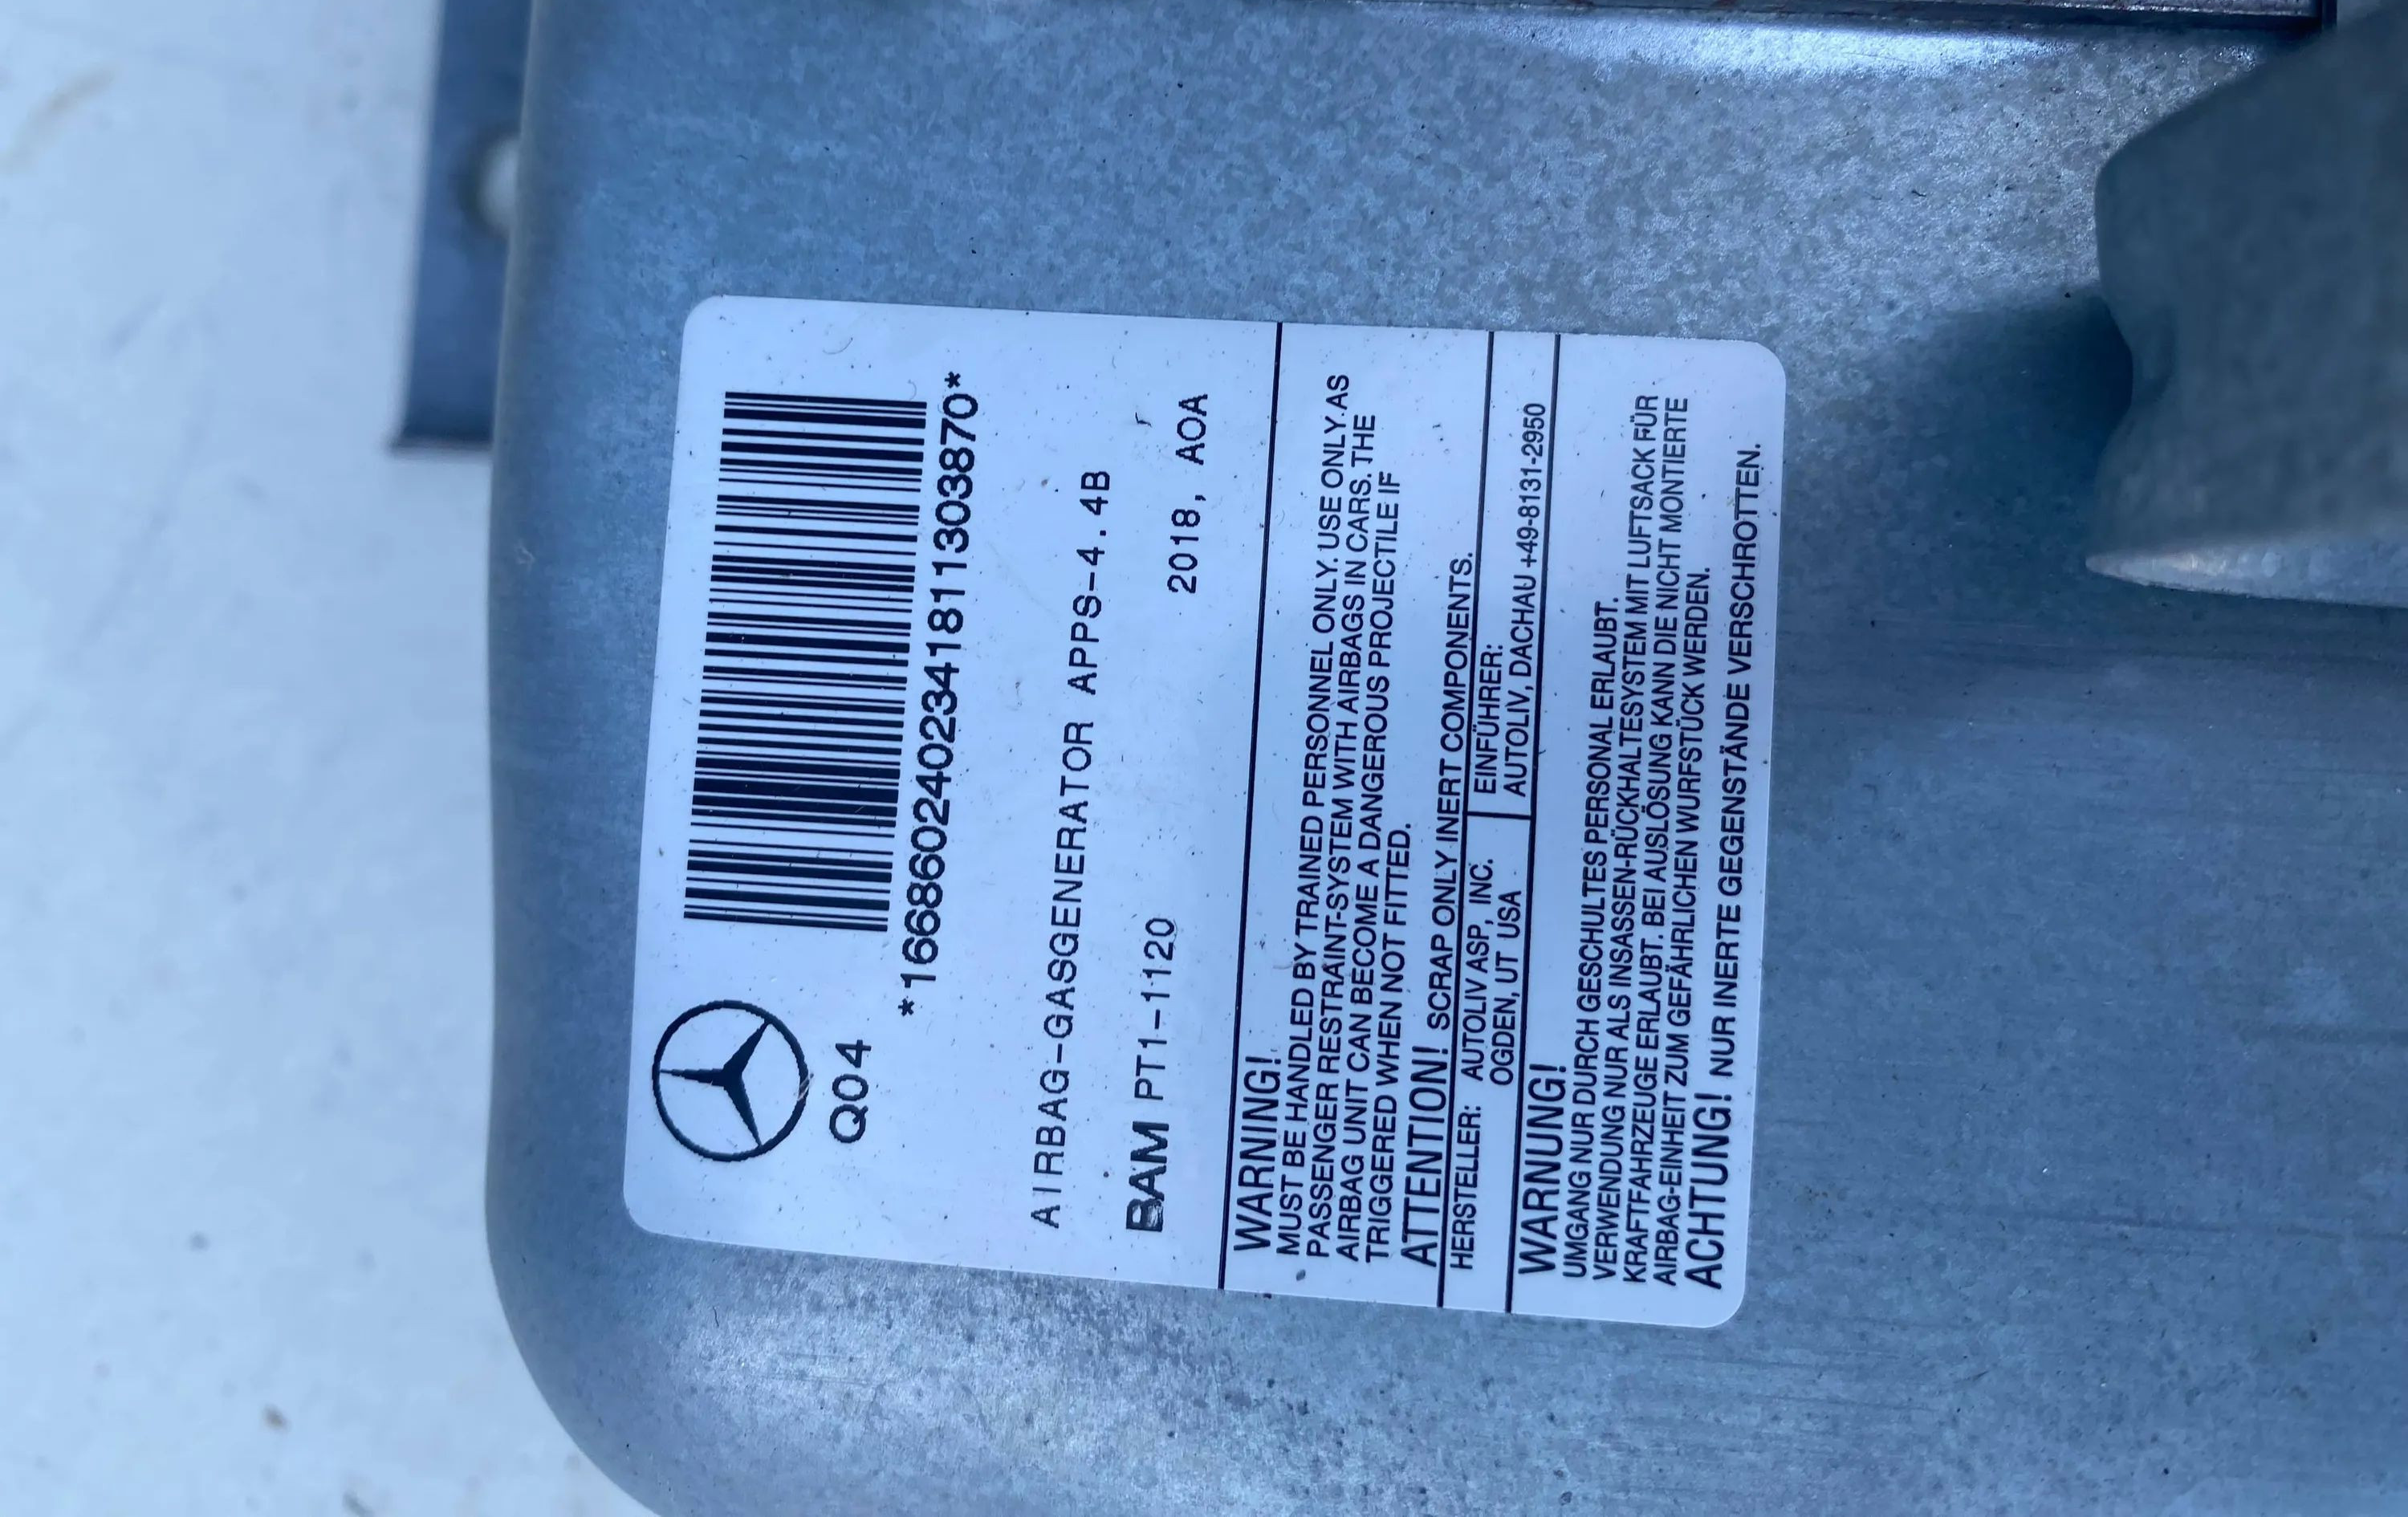 *16686024023418113038​70*
Q04
AIRBAG-GASGENERATOR APPS-4.4B
BAM PT1-1120
2018, AOA
WARNING!
MUST BE HANDLED BY TRAINED PERSONNEL ONLY. USE ONLY.AS
PASSENGER RESTRAINT-SYSTEM WITH AIRBAGS IN CARS. THE
AIRBAG UNIT CAN BECOME A DANGEROUS PROJECTILE IF
TRIGGERED WHEN NOT FITTED.
ATTENTION! SCRAP ONLY INERT COMPONENTS.
HERSTELLER: AUTOLIV ASP, INC.
OGDEN, UT USA
EINFÜHRER:
AUTOLIV, DACHAU +49-8131-2950
WARNUNG!
UMGANG NUR DURCH GESCHULTES PERSONAL ERLAUBT.
VERWENDUNG NUR ALS INSASSEN-RÜCKHALTESYSTEM MIT LUFTSACK FÜR
KRAFTFAHRZEUGE ERLAUBT. BEI AUSLÖSUNG KANN DIE NICHT MONTIERTE
AIRBAG-EINHEIT ZUM GEFÄHRLICHEN WURFSTÜCK WERDEN.
ACHTUNG! NUR INERTE GEGENSTÄNDE VERSCHROTTEN.